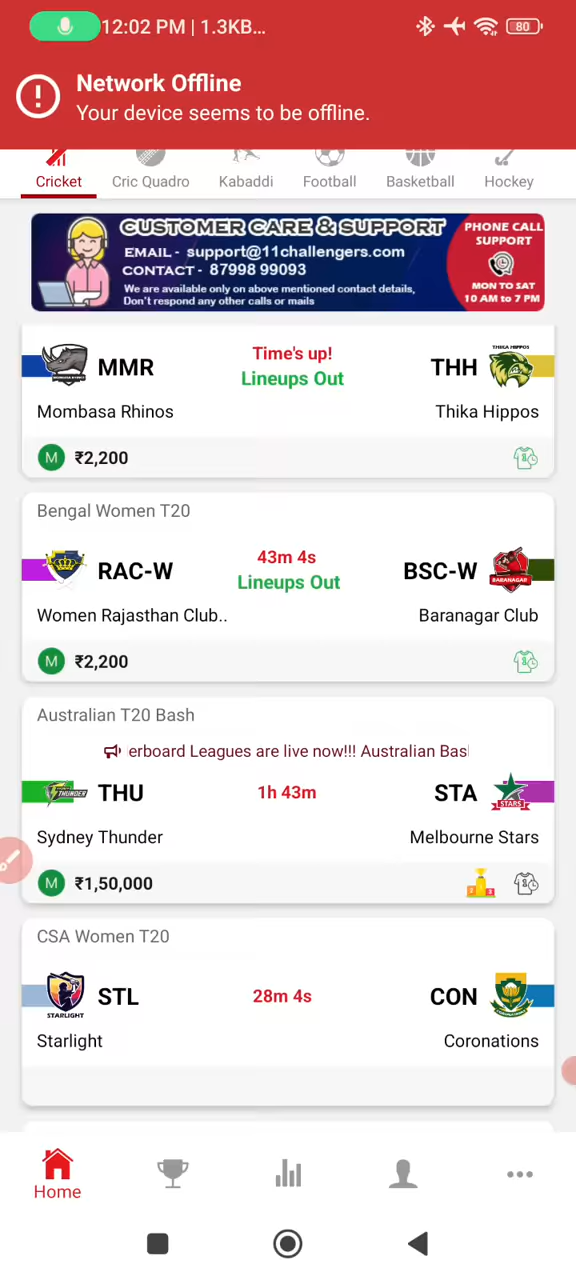 12:02 PM | 1.3KB...
80
Network Offline
Your device seems to be offline.
Cricket
Cric Quadro
Kabaddi
Football
Basketball
Hockey
CUSTOMER CARE & SUPPORT
EMAIL - support@11challengers.com
CONTACT - 87998 99093
We are available only on above mentioned contact details,
Don't respond any other calls or mails
PHONE CALL
SUPPORT
MON TO SAT
10 AM to 7 PM
MMR
Time's up!
Lineups Out
THH
THIKA HIPPOS
Mombasa Rhinos
Thika Hippos
M ₹2,200
Bengal Women T20
RAC-W
43m 4s
Lineups Out
BSC-W
BARANAGAR
Women Rajasthan Club..
Baranagar Club
M ₹2,200
Australian T20 Bash
erboard Leagues are live now!!! Australian Bas
THUNDER
THU
1h 43m
STA
STARS
Sydney Thunder
Melbourne Stars
M ₹1,50,000
CSA Women T20
STARLIGHT
STL
28m 4s
CON
Starlight
Coronations
Home